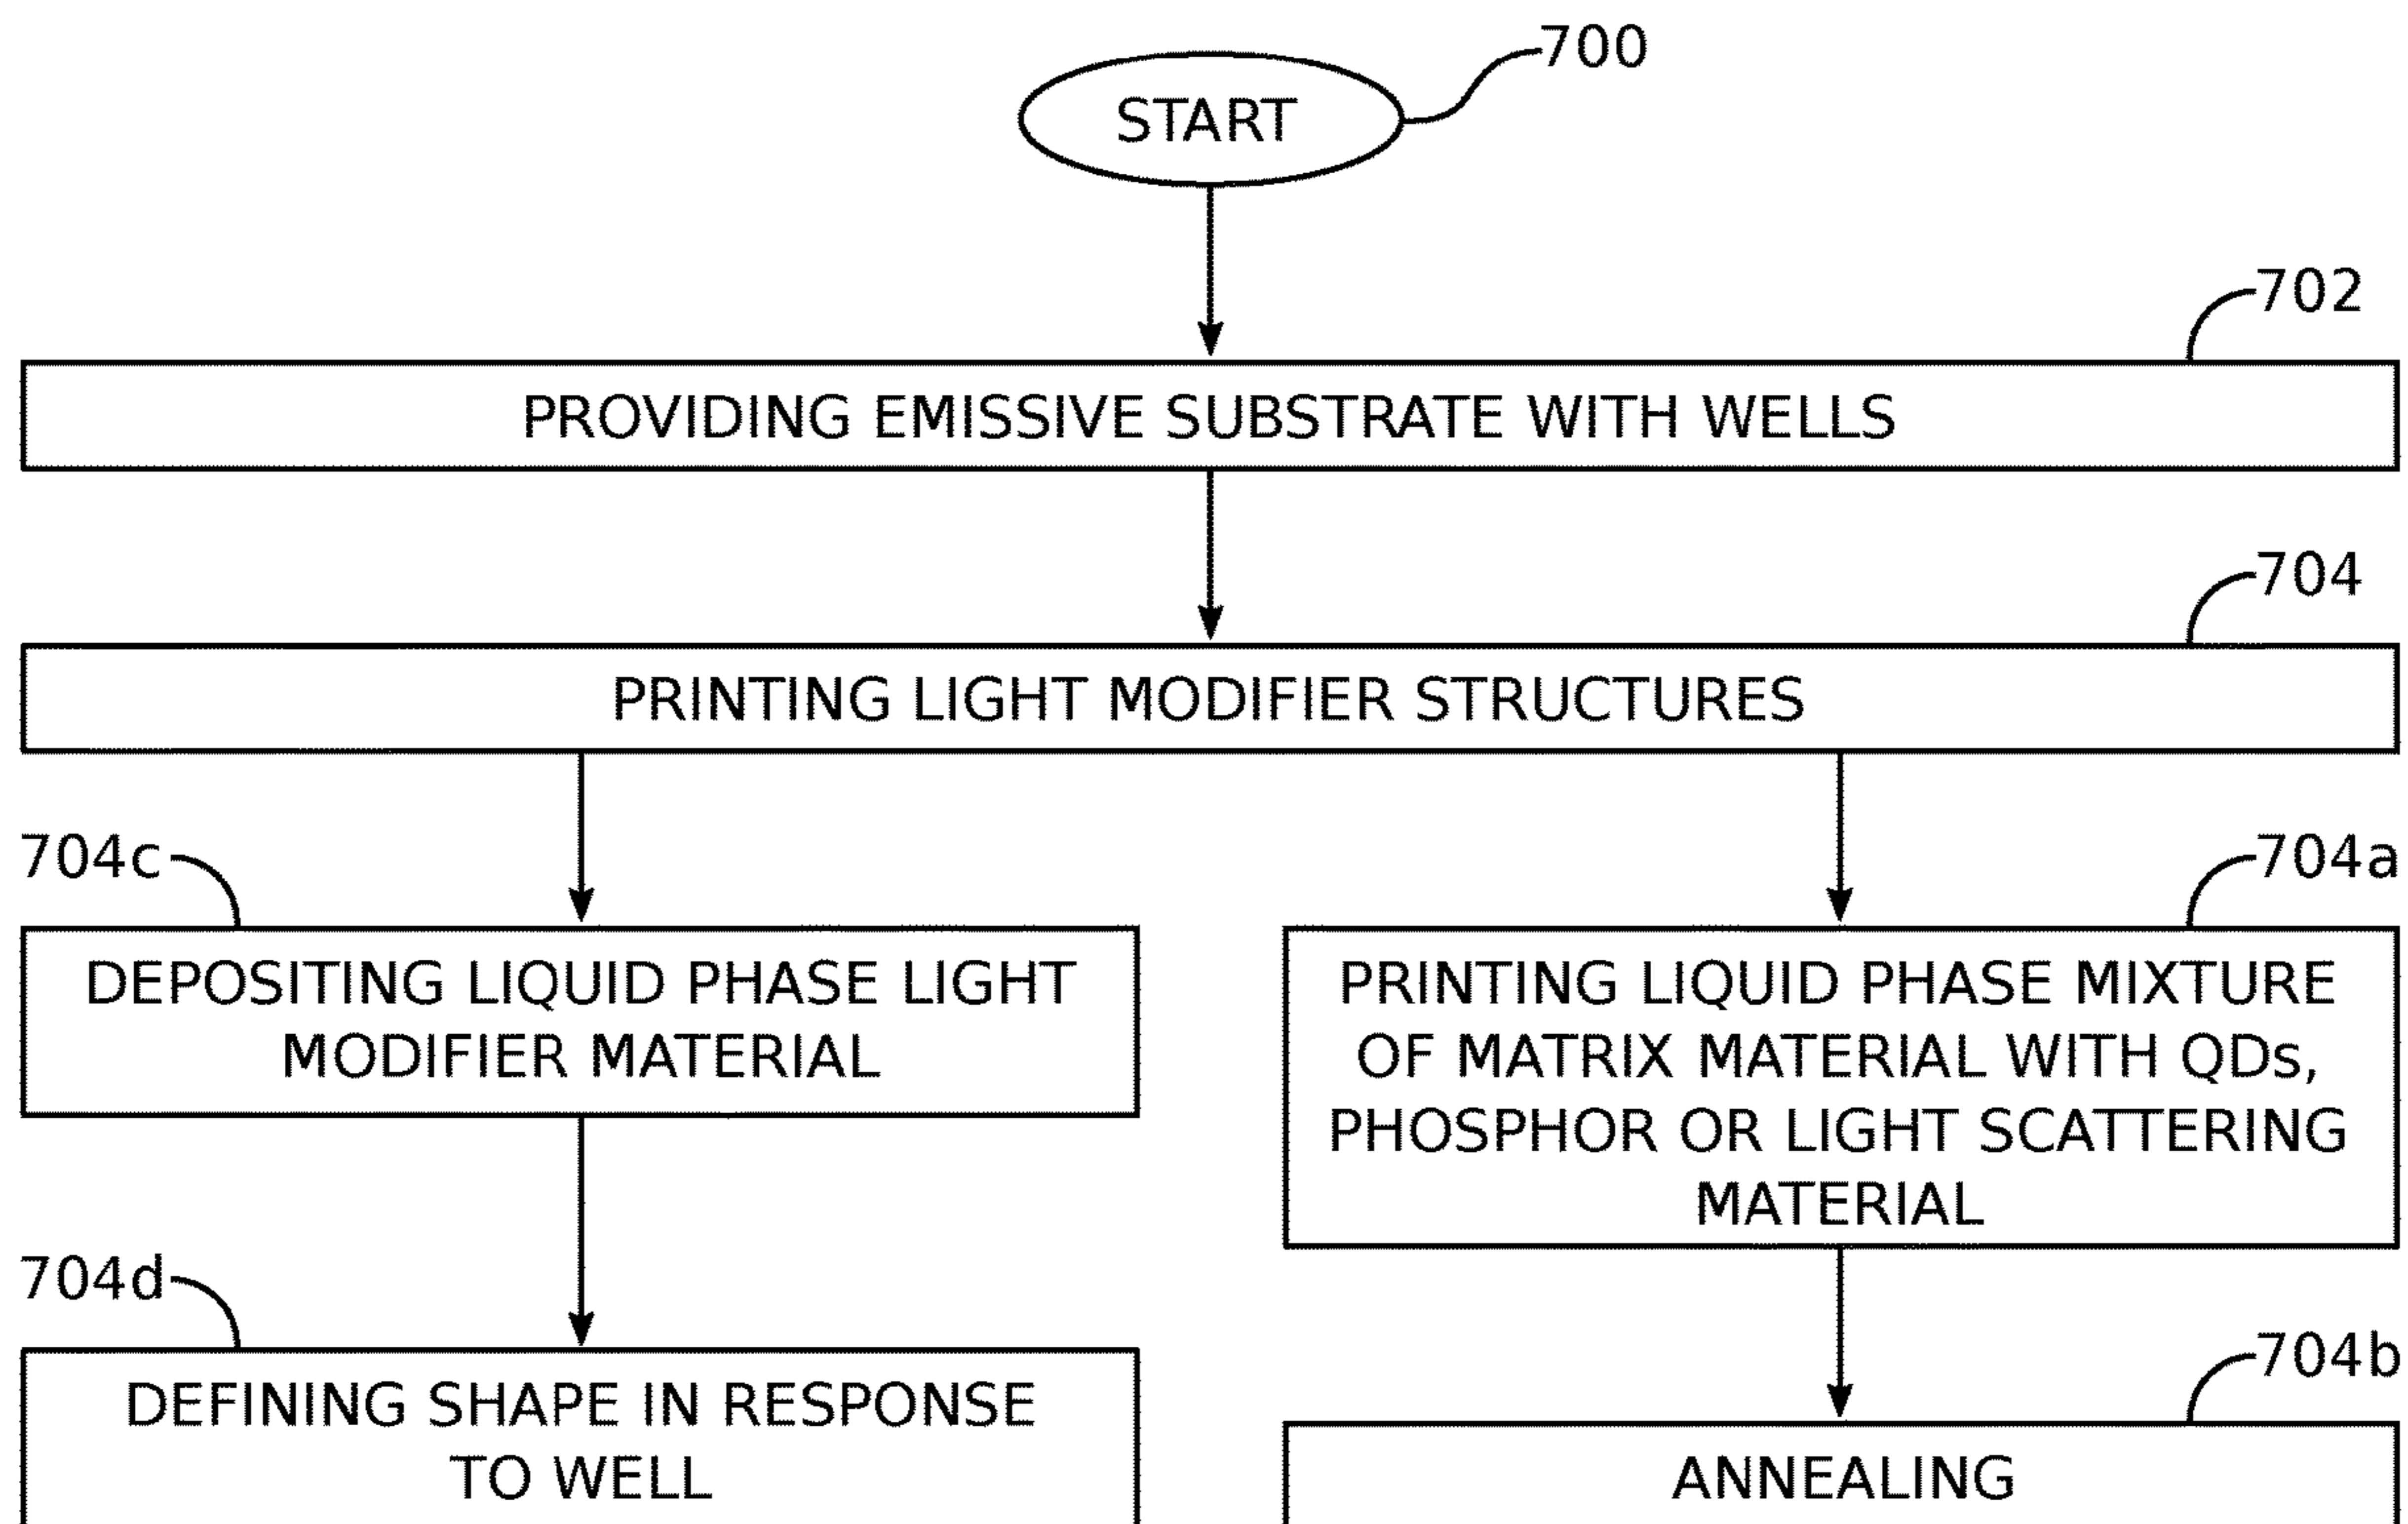 700
START
702
PROVIDING EMISSIVE SUBSTRATE WITH WELLS
704
PRINTING LIGHT MODIFIER STRUCTURES
704c
DEPOSITING LIQUID PHASE LIGHT
MODIFIER MATERIAL
704a
PRINTING LIQUID PHASE MIXTURE
OF MATRIX MATERIAL WITH QDs,
PHOSPHOR OR LIGHT SCATTERING
MATERIAL
704d
DEFINING SHAPE IN RESPONSE
TO WELL
704b
ANNEALING